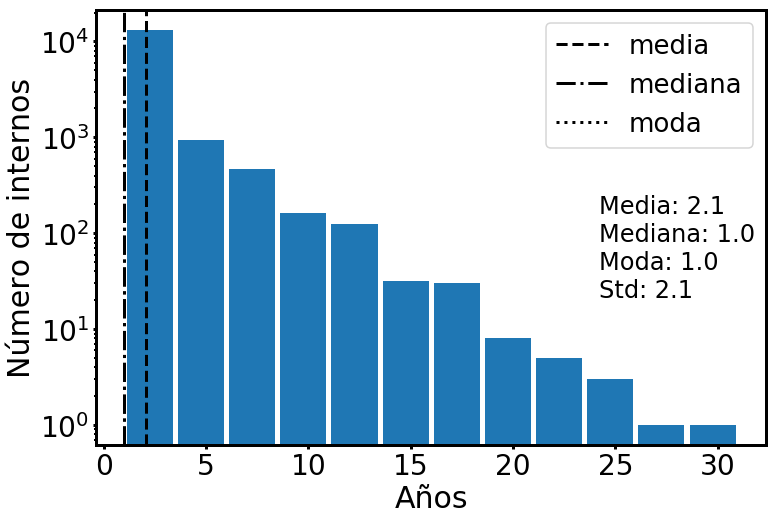 10⁴
10³
10²
10¹
10⁰
Número de internos
media
mediana
moda
Media: 2.1
Mediana: 1.0
Moda: 1.0
Std: 2.1
0 5 10 15 20 25 30
Años